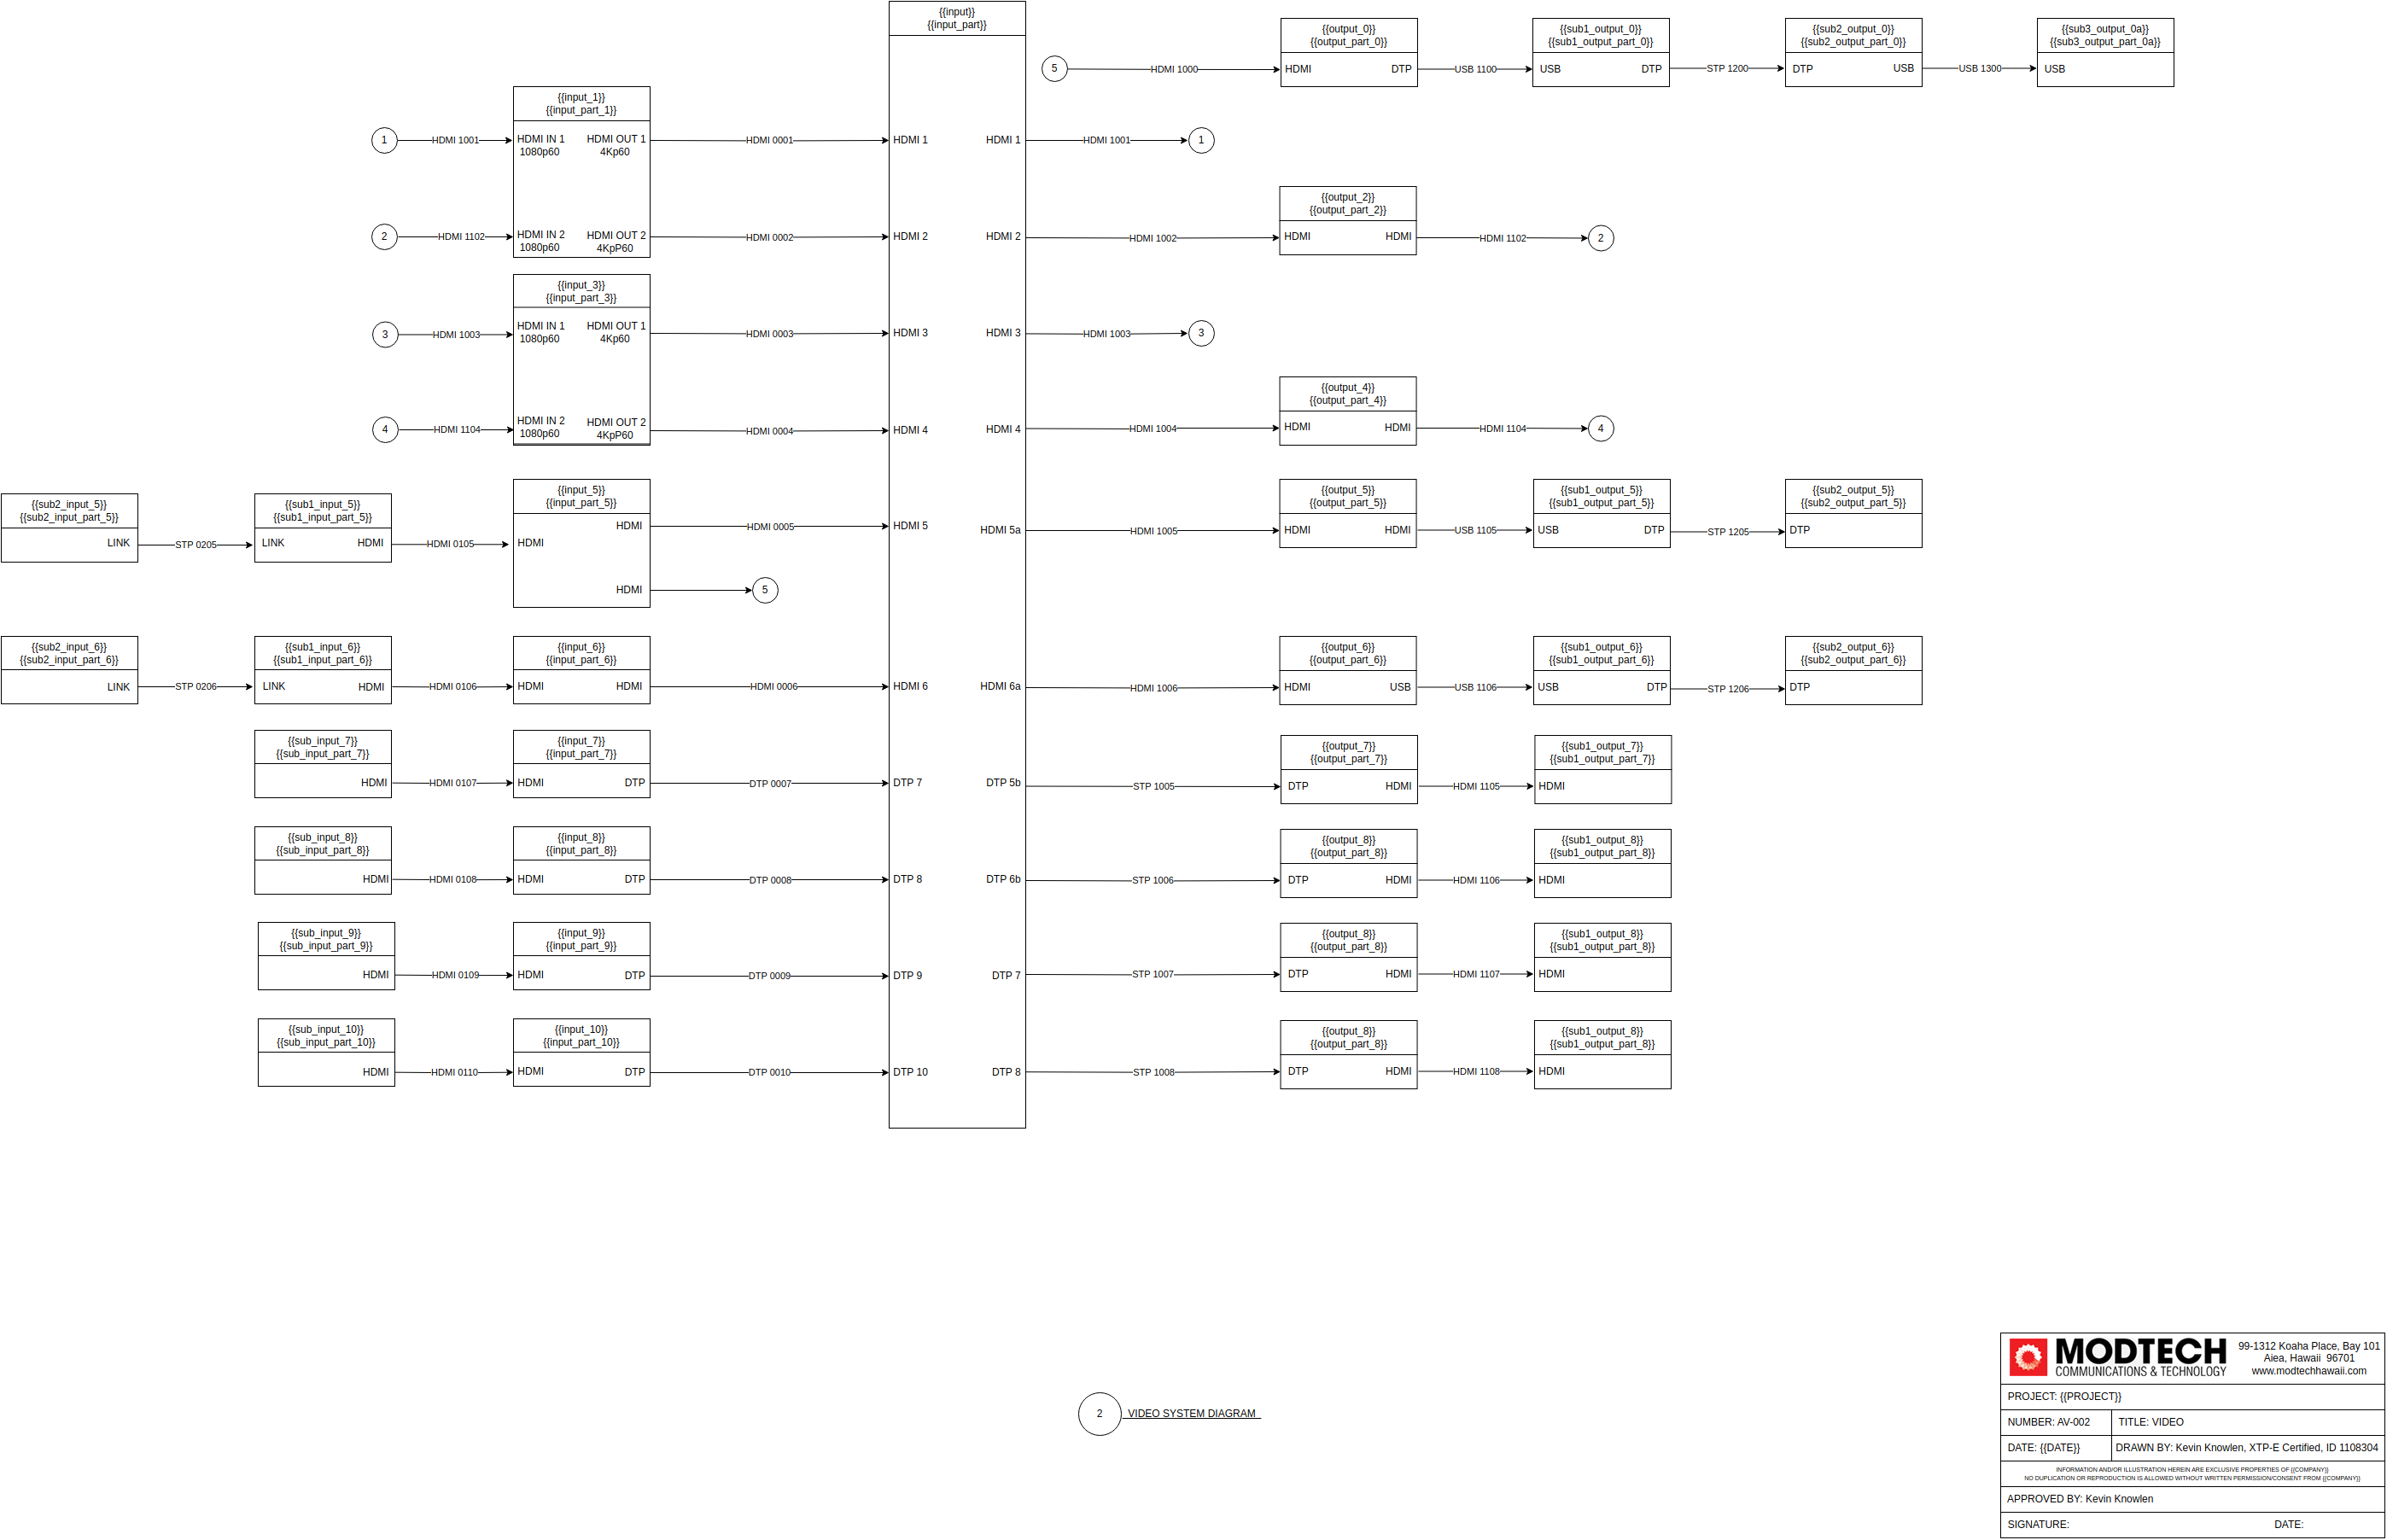 {{input}}
{{input_part}}
{{output_0}}
{{output_part_0}}
{{sub1_output_0}}
{{sub1_output_part_0}}
{{sub2_output_0}}
{{sub2_output_part_0}}
{{sub3_output_0a}}
{{sub3_output_part_0a}}
5
HDMI 1000
HDMI
DTP
USB 1100
USB
DTP
STP 1200
DTP
USB
USB 1300
USB
{{input_1}}
{{input_part_1}}
1
HDMI 1001
HDMI IN 1
1080p60
HDMI OUT 1
4Kp60
HDMI 0001
HDMI 1
HDMI 1
HDMI 1001
1
{{output_2}}
{{output_part_2}}
2
HDMI 1102
HDMI IN 2
1080p60
HDMI OUT 2
4KpP60
HDMI 0002
HDMI 2
HDMI 2
HDMI 1002
HDMI
HDMI
HDMI 1102
2
{{input_3}}
{{input_part_3}}
3
HDMI 1003
HDMI IN 1
1080p60
HDMI OUT 1
4Kp60
HDMI 0003
HDMI 3
HDMI 3
HDMI 1003
3
{{output_4}}
{{output_part_4}}
4
HDMI 1104
HDMI IN 2
1080p60
HDMI OUT 2
4KpP60
HDMI 0004
HDMI 4
HDMI 4
HDMI 1004
HDMI
HDMI
HDMI 1104
4
{{sub2_input_5}}
{{sub2_input_part_5}}
{{sub1_input_5}}
{{sub1_input_part_5}}
{{input_5}}
{{input_part_5}}
{{output_5}}
{{output_part_5}}
{{sub1_output_5}}
{{sub1_output_part_5}}
{{sub2_output_5}}
{{sub2_output_part_5}}
LINK
STP 0205
LINK
HDMI
HDMI 0105
HDMI
HDMI
HDMI 0005
HDMI 5
HDMI 5a
HDMI 1005
HDMI
HDMI
USB 1105
USB
DTP
STP 1205
DTP
HDMI
5
{{sub2_input_6}}
{{sub2_input_part_6}}
{{sub1_input_6}}
{{sub1_input_part_6}}
{{input_6}}
{{input_part_6}}
{{output_6}}
{{output_part_6}}
{{sub1_output_6}}
{{sub1_output_part_6}}
{{sub2_output_6}}
{{sub2_output_part_6}}
LINK
STP 0206
LINK
HDMI
HDMI 0106
HDMI
HDMI
HDMI 0006
HDMI 6
HDMI 6a
HDMI 1006
HDMI
USB
USB 1106
USB
DTP
STP 1206
DTP
{{sub_input_7}}
{{sub_input_part_7}}
{{input_7}}
{{input_part_7}}
{{output_7}}
{{output_part_7}}
{{sub1_output_7}}
{{sub1_output_part_7}}
HDMI
HDMI 0107
HDMI
DTP
DTP 0007
DTP 7
DTP 5b
STP 1005
DTP
HDMI
HDMI 1105
HDMI
{{sub_input_8}}
{{sub_input_part_8}}
{{input_8}}
{{input_part_8}}
{{output_8}}
{{output_part_8}}
{{sub1_output_8}}
{{sub1_output_part_8}}
HDMI
HDMI 0108
HDMI
DTP
DTP 0008
DTP 8
DTP 6b
STP 1006
DTP
HDMI
HDMI 1106
HDMI
{{sub_input_9}}
{{sub_input_part_9}}
{{input_9}}
{{input_part_9}}
{{output_8}}
{{output_part_8}}
{{sub1_output_8}}
{{sub1_output_part_8}}
HDMI
HDMI 0109
HDMI
DTP
DTP 0009
DTP 9
DTP 7
STP 1007
DTP
HDMI
HDMI 1107
HDMI
{{sub_input_10}}
{{sub_input_part_10}}
{{input_10}}
{{input_part_10}}
{{output_8}}
{{output_part_8}}
{{sub1_output_8}}
{{sub1_output_part_8}}
HDMI
HDMI 0110
HDMI
DTP
DTP 0010
DTP 10
DTP 8
STP 1008
DTP
HDMI
HDMI 1108
HDMI
2
VIDEO SYSTEM DIAGRAM
MODTECH
COMMUNICATIONS & TECHNOLOGY
99-1312 Koaha Place, Bay 101
Aiea, Hawaii 96701
www.modtechhawaii.com
PROJECT: {{PROJECT}}
NUMBER: AV-002
TITLE: VIDEO
DATE: {{DATE}}
DRAWN BY: Kevin Knowlen, XTP-E Certified, ID 1108304
INFORMATION AND/OR ILLUSTRATION HEREIN ARE EXCLUSIVE PROPERTIES OF {{COMPANY}}
NO DUPLICATION OR REPRODUCTION IS ALLOWED WITHOUT WRITTEN PERMISSION/CONSENT FROM {{COMPANY}}
APPROVED BY: Kevin Knowlen
SIGNATURE:
DATE: